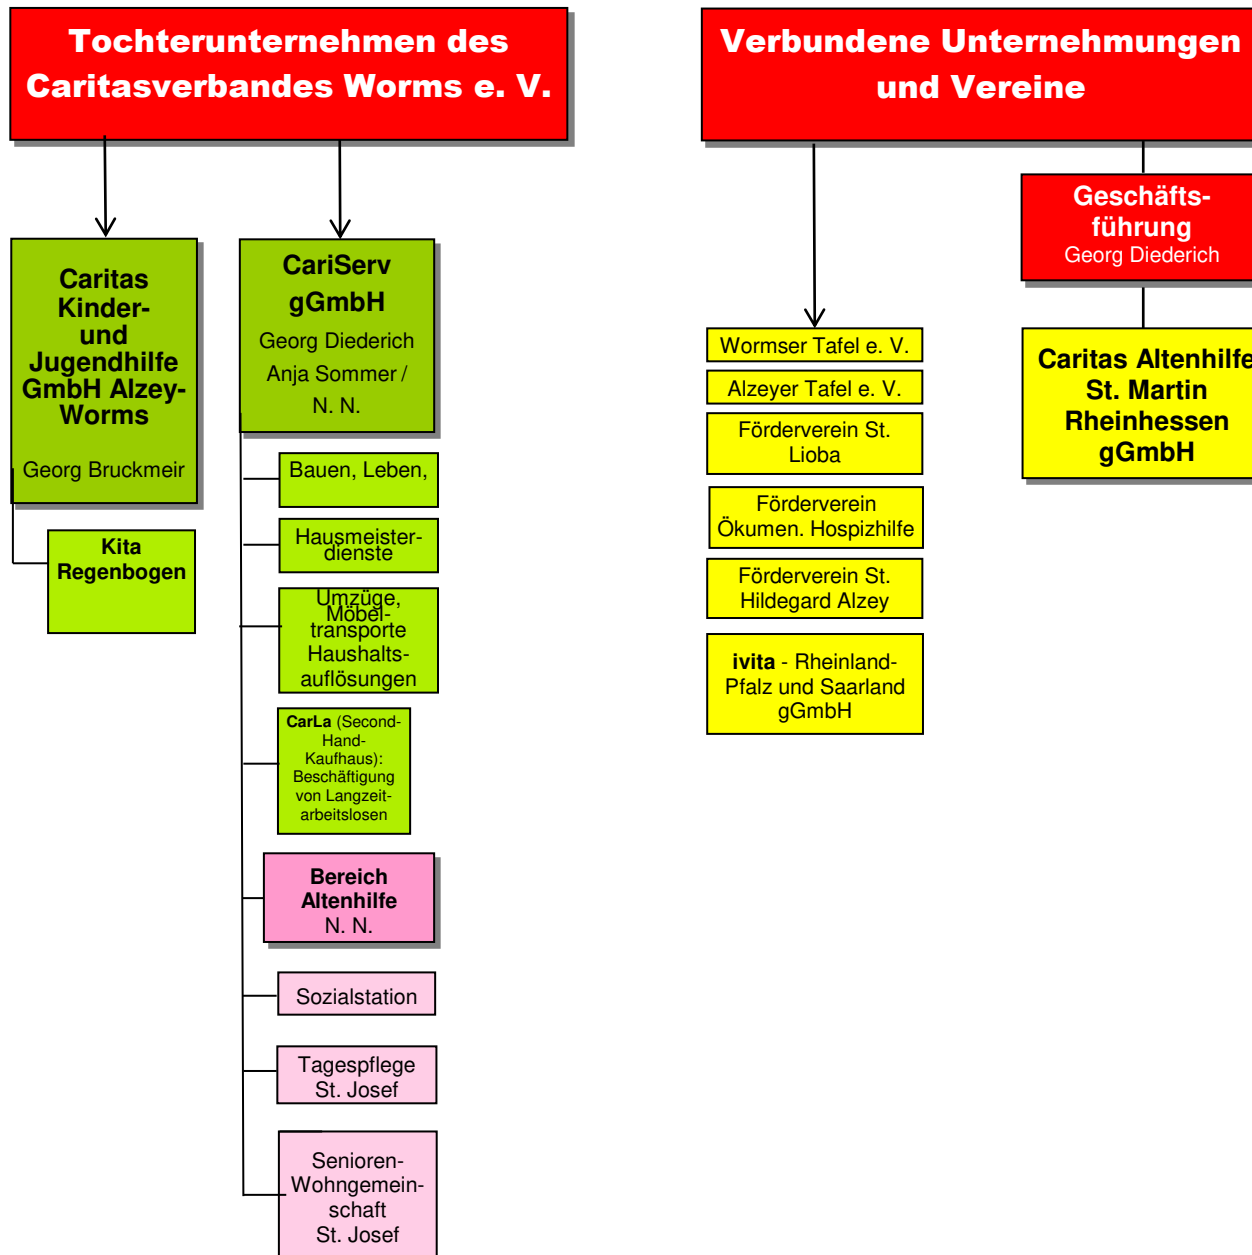 Tochterunternehmen des
Caritasverbandes Worms e. V.
Caritas
Kinder-
und
Jugendhilfe
GmbH Alzey-
Worms
Georg Bruckmeir
Kita
Regenbogen
CariServ
gGmbH
Georg Diederich
Anja Sommer /
N. N.
Bauen, Leben,
Hausmeister-
dienste
Umzüge,
Möbel-
transporte
Haushalts-
auflösungen
CarLa (Second-
Hand-
Kaufhaus):
Beschäftigung
von Langzeit-
arbeitslosen
Bereich
Altenhilfe
N. N.
Sozialstation
Tagespflege
St. Josef
Senioren-
Wohngemein-
schaft
St. Josef
Verbundene Unternehmungen
und Vereine
Wormser Tafel e. V.
Alzeyer Tafel e. V.
Förderverein St.
Lioba
Förderverein
Ökumen. Hospizhilfe
Förderverein St.
Hildegard Alzey
ivita - Rheinland-
Pfalz und Saarland
gGmbH
Geschäfts-
führung
Georg Diederich
Caritas Altenhilfe
St. Martin
Rheinhessen
gGmbH